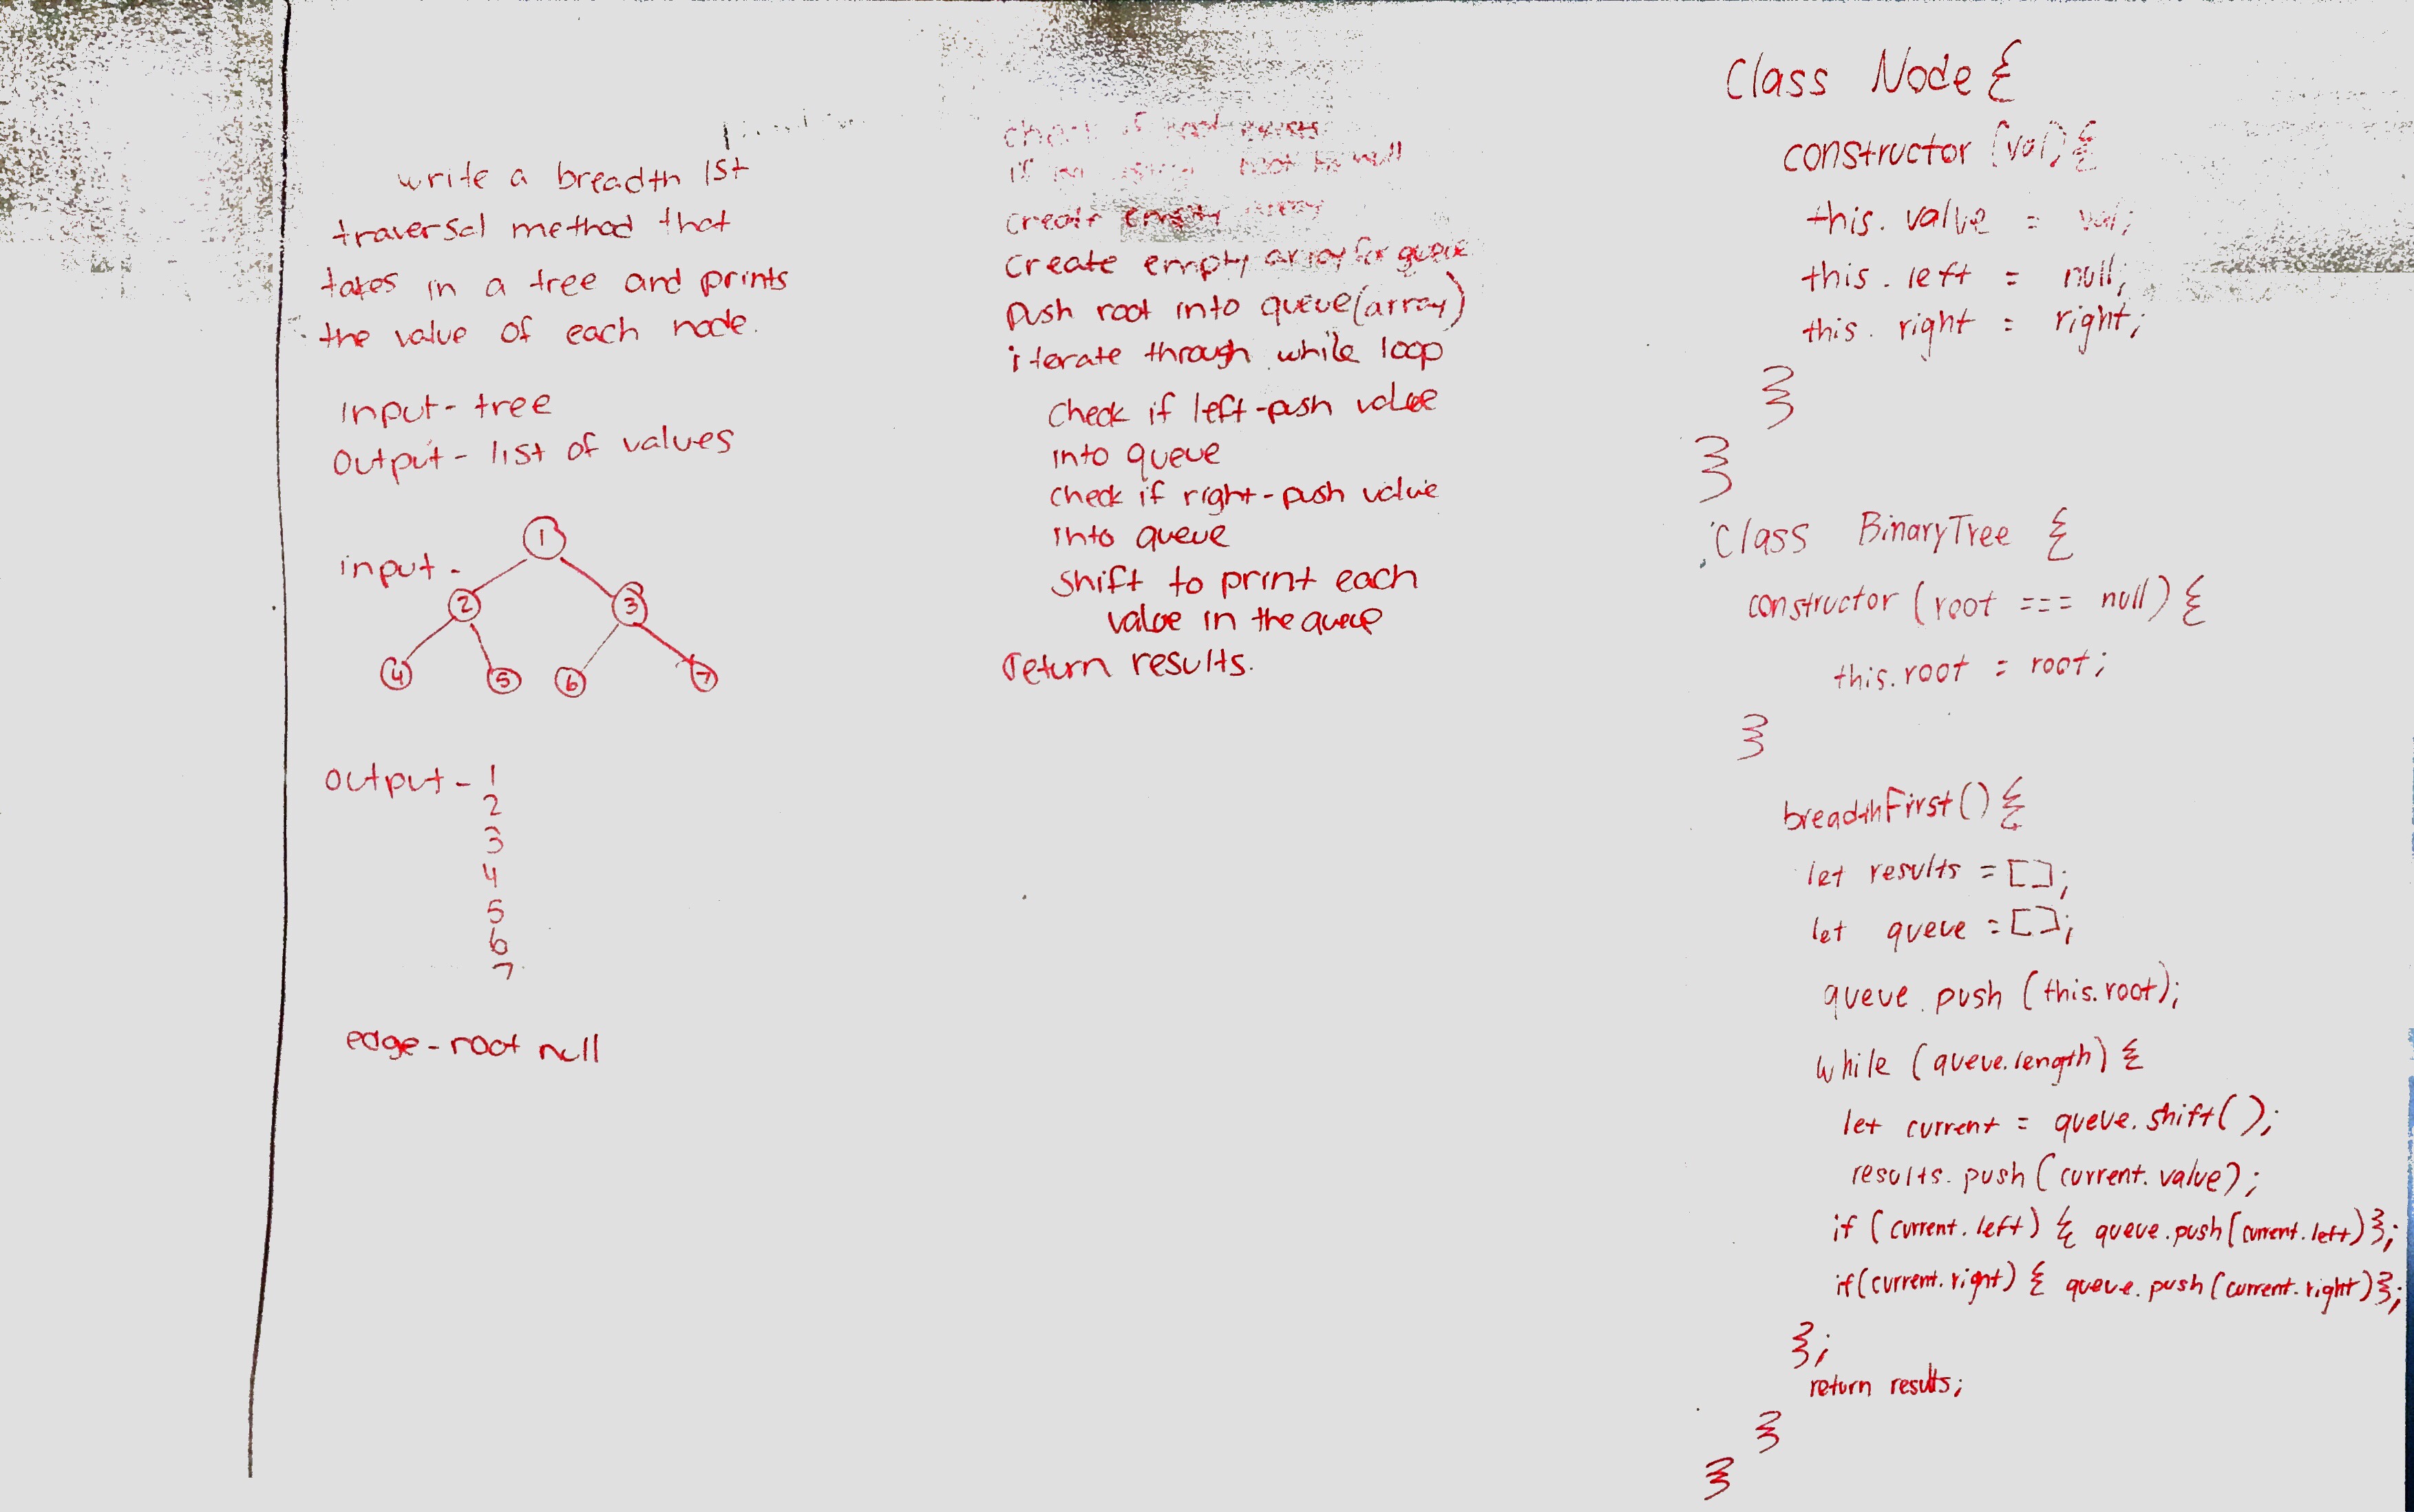 write a breadth 1st
traversal method that
takes in a tree and prints
the value of each node.
Input - tree
Output - list of values
input -
1
2 3
4 5 6 7
Output - 1
2
3
4
5
6
7
edge - root null
check if root exists
if root to null
create empty array
create empty array for queue
push root into queue(array)
iterate through while loop
check if left - push value
into queue
check if right - push value
into queue
shift to print each
value in the queue
return results.
Class Node {
constructor (val) {
this. value = val;
this. left = null;
this. right = right;
}
}
Class BinaryTree {
constructor (root === null) {
this.root = root;
}
breadthFirst() {
let results = [];
let queue = [];
queue.push (this.root);
while (queue.length) {
let current = queue.shift();
results.push (current.value);
if (current.left) { queue.push(current.left)};
if(current.right) { queue.push(current.right)};
};
return results;
}
}